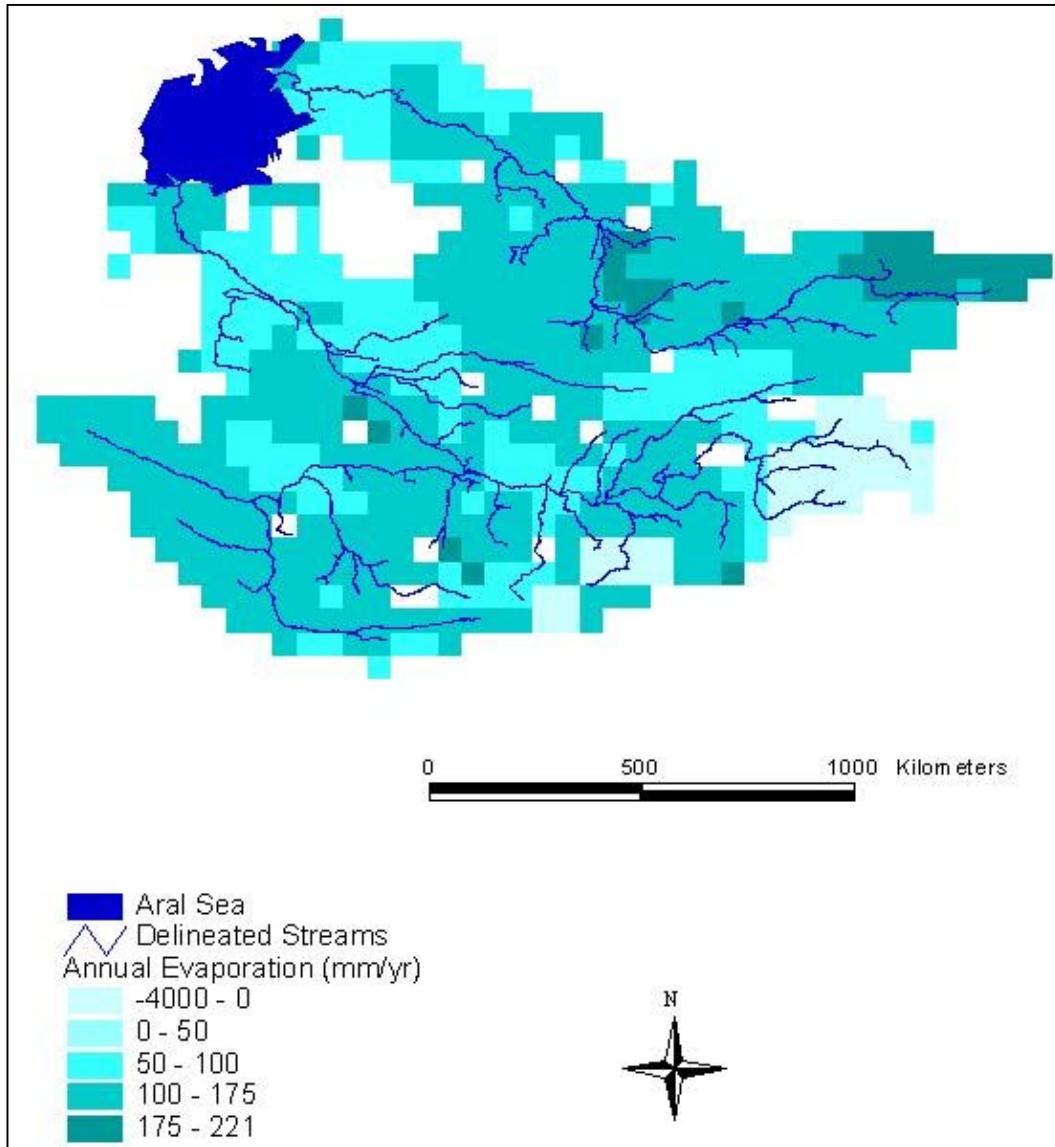 0 500 1000 Kilometers
Aral Sea
Delineated Streams
Annual Evaporation (mm/yr)
-4000 - 0
0 - 50
50 - 100
100 - 175
175 - 221
N